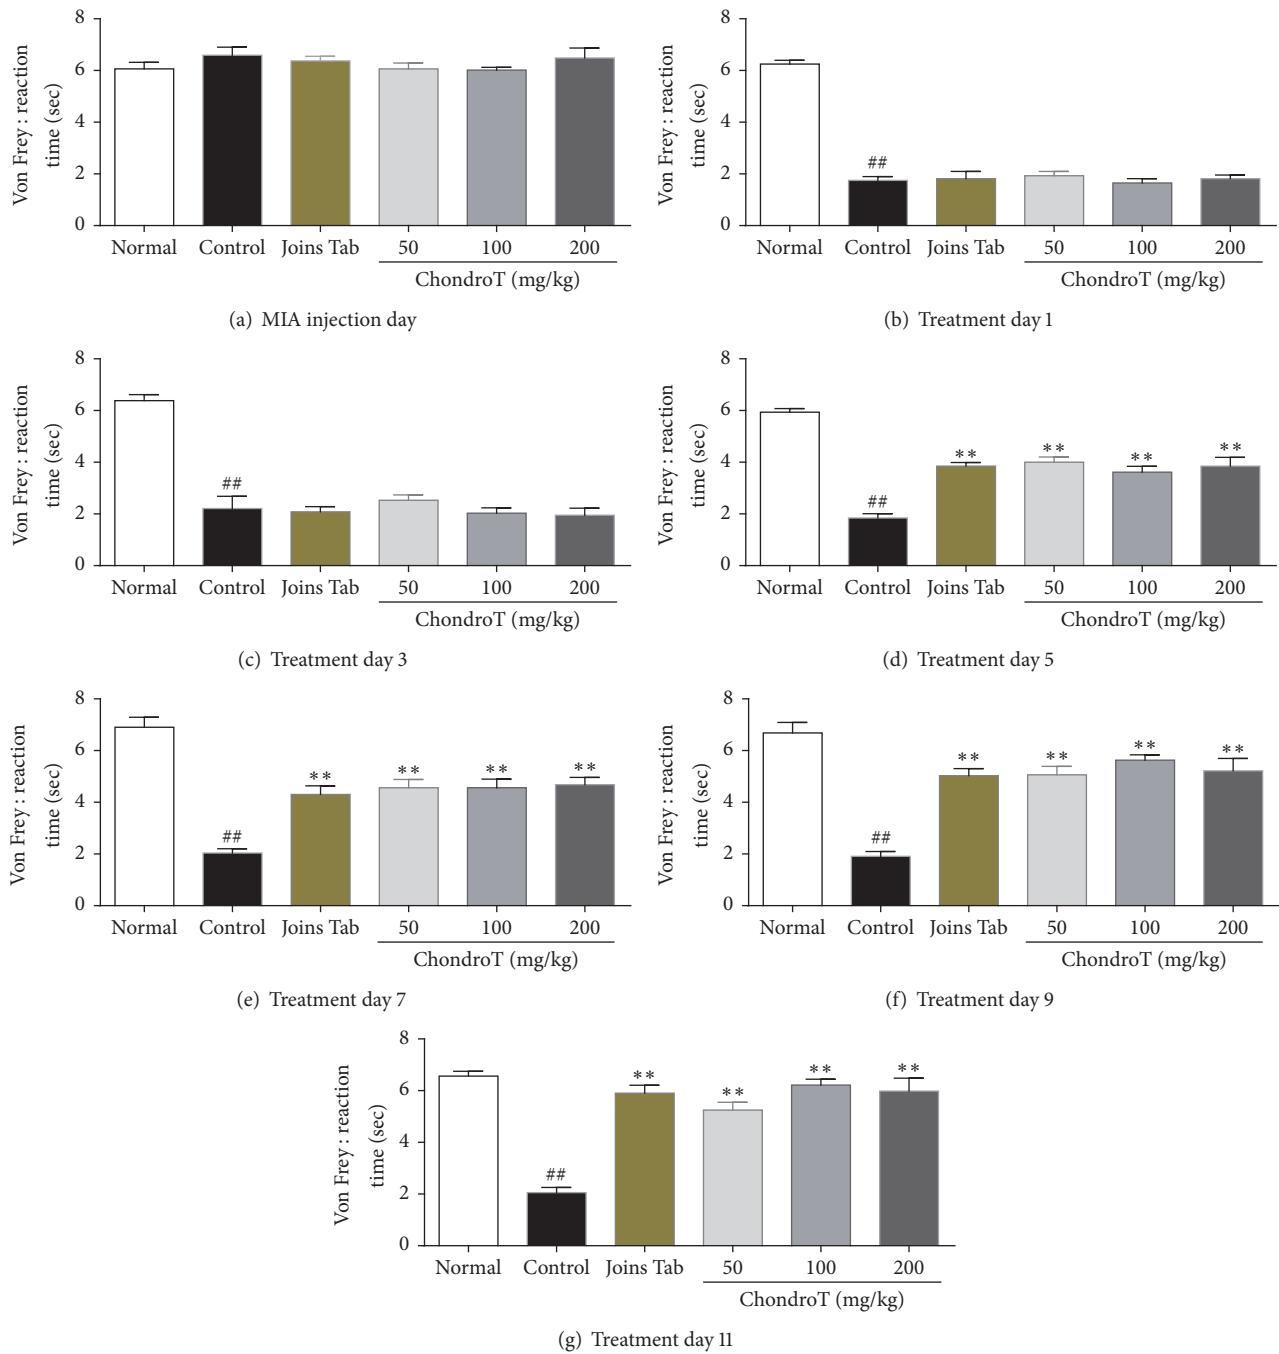 Von Frey : reaction
time (sec)
8
6
4
2
0
Normal Control Joins Tab 50 100 200
ChondroT (mg/kg)
(a) MIA injection day
Von Frey : reaction
time (sec)
8
6
4
2
0
##
Normal Control Joins Tab 50 100 200
ChondroT (mg/kg)
(b) Treatment day 1
Von Frey : reaction
time (sec)
8
6
4
2
0
##
Normal Control Joins Tab 50 100 200
ChondroT (mg/kg)
(c) Treatment day 3
Von Frey : reaction
time (sec)
8
6
4
2
0
## ** ** ** **
Normal Control Joins Tab 50 100 200
ChondroT (mg/kg)
(d) Treatment day 5
Von Frey : reaction
time (sec)
8
6
4
2
0
## ** ** ** **
Normal Control Joins Tab 50 100 200
ChondroT (mg/kg)
(e) Treatment day 7
Von Frey : reaction
time (sec)
8
6
4
2
0
## ** ** ** **
Normal Control Joins Tab 50 100 200
ChondroT (mg/kg)
(f) Treatment day 9
Von Frey : reaction
time (sec)
8
6
4
2
0
## ** ** ** **
Normal Control Joins Tab 50 100 200
ChondroT (mg/kg)
(g) Treatment day 11